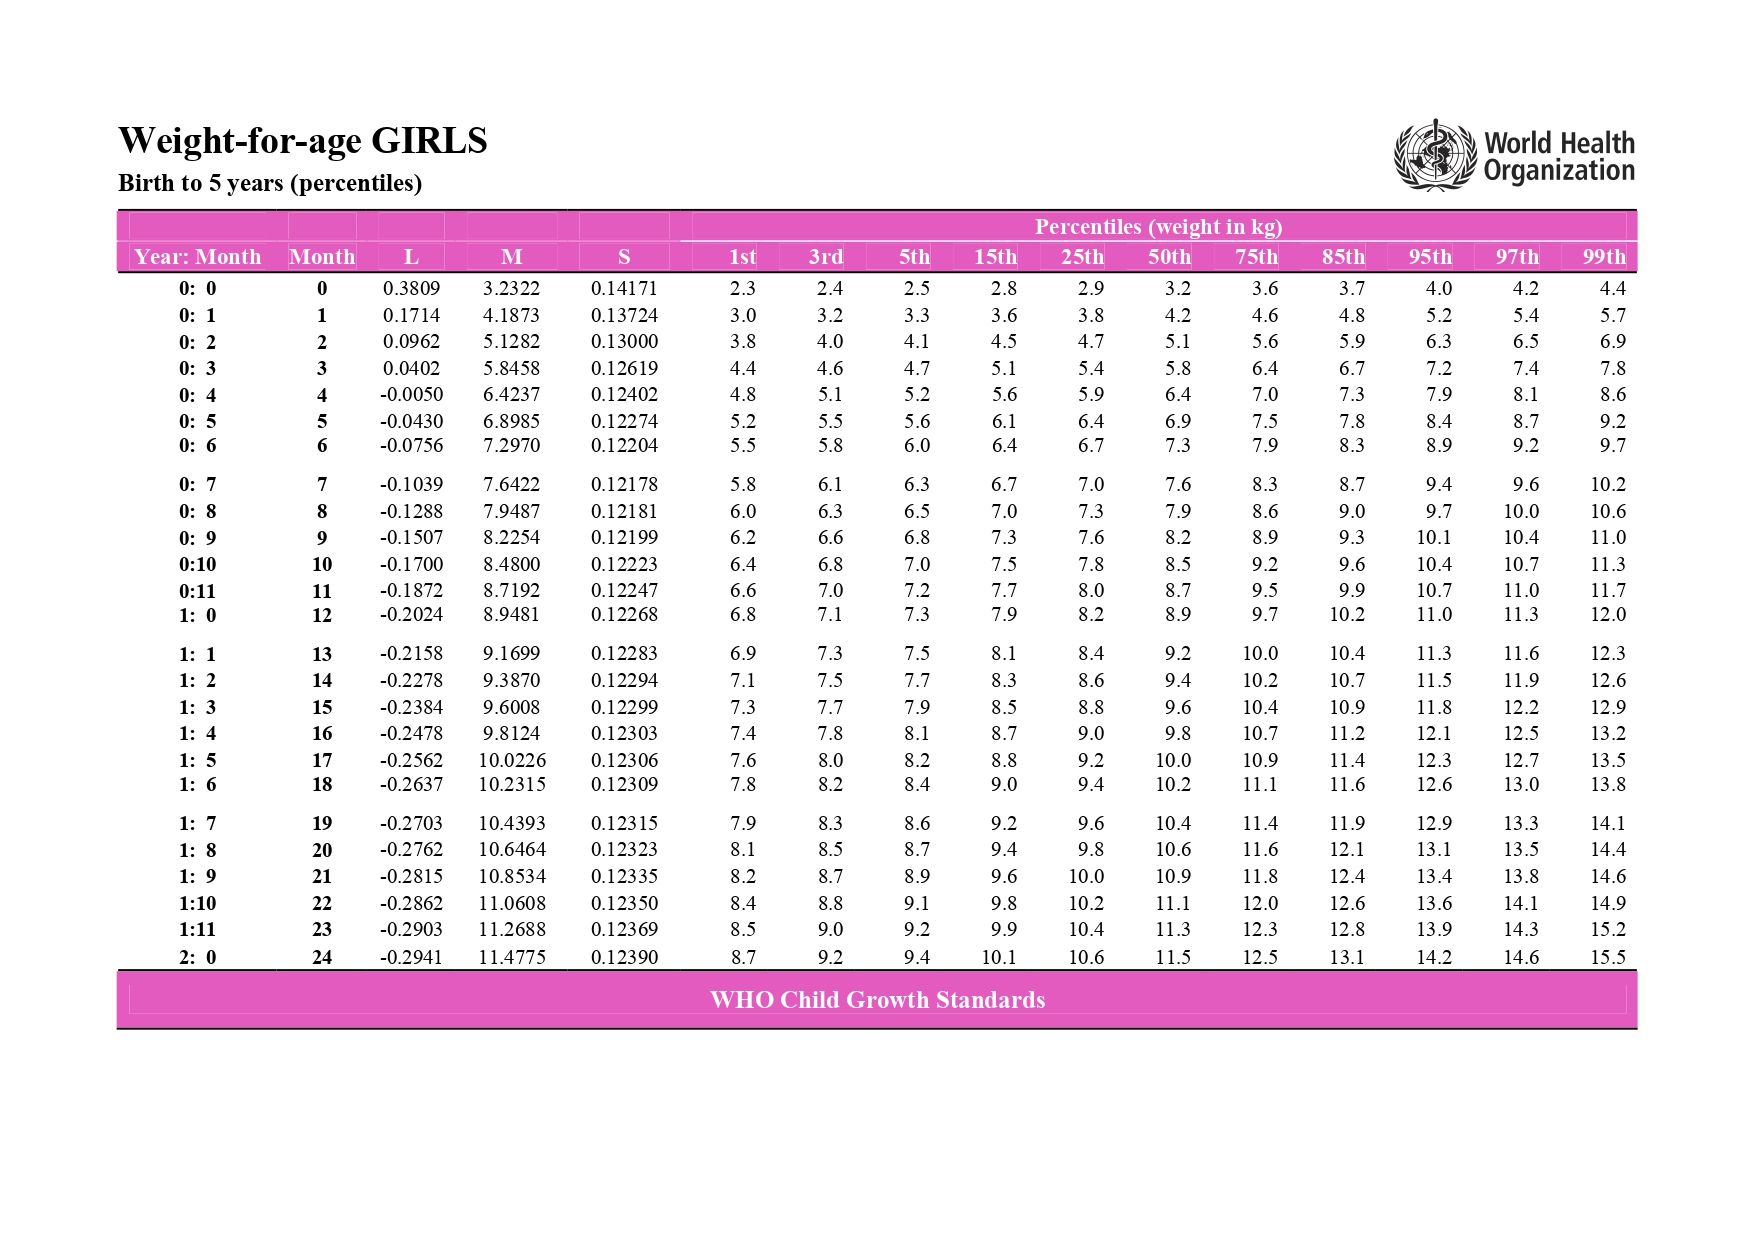 Weight-for-age GIRLS
Birth to 5 years (percentiles)
World Health
Organization
Percentiles (weight in kg)
Year: Month Month L M S 1st 3rd 5th 15th 25th 50th 75th 85th 95th 97th 99th
0: 0 0 0.3809 3.2322 0.14171 2.3 2.4 2.5 2.8 2.9 3.2 3.6 3.7 4.0 4.2 4.4
0: 1 1 0.1714 4.1873 0.13724 3.0 3.2 3.3 3.6 3.8 4.2 4.6 4.8 5.2 5.4 5.7
0: 2 2 0.0962 5.1282 0.13000 3.8 4.0 4.1 4.5 4.7 5.1 5.6 5.9 6.3 6.5 6.9
0: 3 3 0.0402 5.8458 0.12619 4.4 4.6 4.7 5.1 5.4 5.8 6.4 6.7 7.2 7.4 7.8
0: 4 4 -0.0050 6.4237 0.12402 4.8 5.1 5.2 5.6 5.9 6.4 7.0 7.3 7.9 8.1 8.6
0: 5 5 -0.0430 6.8985 0.12274 5.2 5.5 5.6 6.1 6.4 6.9 7.5 7.8 8.4 8.7 9.2
0: 6 6 -0.0756 7.2970 0.12204 5.5 5.8 6.0 6.4 6.7 7.3 7.9 8.3 8.9 9.2 9.7
0: 7 7 -0.1039 7.6422 0.12178 5.8 6.1 6.3 6.7 7.0 7.6 8.3 8.7 9.4 9.6 10.2
0: 8 8 -0.1288 7.9487 0.12181 6.0 6.3 6.5 7.0 7.3 7.9 8.6 9.0 9.7 10.0 10.6
0: 9 9 -0.1507 8.2254 0.12199 6.2 6.6 6.8 7.3 7.6 8.2 8.9 9.3 10.1 10.4 11.0
0:10 10 -0.1700 8.4800 0.12223 6.4 6.8 7.0 7.5 7.8 8.5 9.2 9.6 10.4 10.7 11.3
0:11 11 -0.1872 8.7192 0.12247 6.6 7.0 7.2 7.7 8.0 8.7 9.5 9.9 10.7 11.0 11.7
1: 0 12 -0.2024 8.9481 0.12268 6.8 7.1 7.3 7.9 8.2 8.9 9.7 10.2 11.0 11.3 12.0
1: 1 13 -0.2158 9.1699 0.12283 6.9 7.3 7.5 8.1 8.4 9.2 10.0 10.4 11.3 11.6 12.3
1: 2 14 -0.2278 9.3870 0.12294 7.1 7.5 7.7 8.3 8.6 9.4 10.2 10.7 11.5 11.9 12.6
1: 3 15 -0.2384 9.6008 0.12299 7.3 7.7 7.9 8.5 8.8 9.6 10.4 10.9 11.8 12.2 12.9
1: 4 16 -0.2478 9.8124 0.12303 7.4 7.8 8.1 8.7 9.0 9.8 10.7 11.2 12.1 12.5 13.2
1: 5 17 -0.2562 10.0226 0.12306 7.6 8.0 8.2 8.8 9.2 10.0 10.9 11.4 12.3 12.7 13.5
1: 6 18 -0.2637 10.2315 0.12309 7.8 8.2 8.4 9.0 9.4 10.2 11.1 11.6 12.6 13.0 13.8
1: 7 19 -0.2703 10.4393 0.12315 7.9 8.3 8.6 9.2 9.6 10.4 11.4 11.9 12.9 13.3 14.1
1: 8 20 -0.2762 10.6464 0.12323 8.1 8.5 8.7 9.4 9.8 10.6 11.6 12.1 13.1 13.5 14.4
1: 9 21 -0.2815 10.8534 0.12335 8.2 8.7 8.9 9.6 10.0 10.9 11.8 12.4 13.4 13.8 14.6
1:10 22 -0.2862 11.0608 0.12350 8.4 8.8 9.1 9.8 10.2 11.1 12.0 12.6 13.6 14.1 14.9
1:11 23 -0.2903 11.2688 0.12369 8.5 9.0 9.2 9.9 10.4 11.3 12.3 12.8 13.9 14.3 15.2
2: 0 24 -0.2941 11.4775 0.12390 8.7 9.2 9.4 10.1 10.6 11.5 12.5 13.1 14.2 14.6 15.5
WHO Child Growth Standards